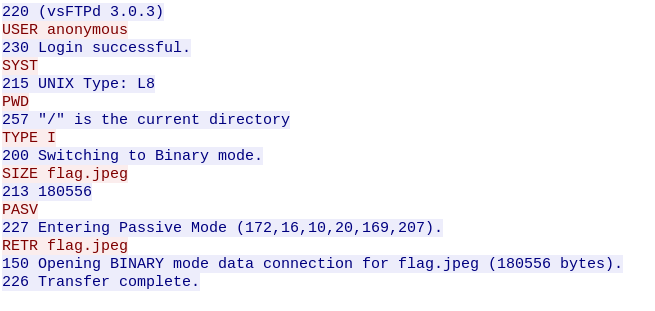 220 (vsFTPd 3.0.3)
USER anonymous
230 Login successful.
SYST
215 UNIX Type: L8
PWD
257 "/" is the current directory
TYPE I
200 Switching to Binary mode.
SIZE flag.jpeg
213 180556
PASV
227 Entering Passive Mode (172,16,10,20,169,207).
RETR flag.jpeg
150 Opening BINARY mode data connection for flag.jpeg (180556 bytes).
226 Transfer complete.